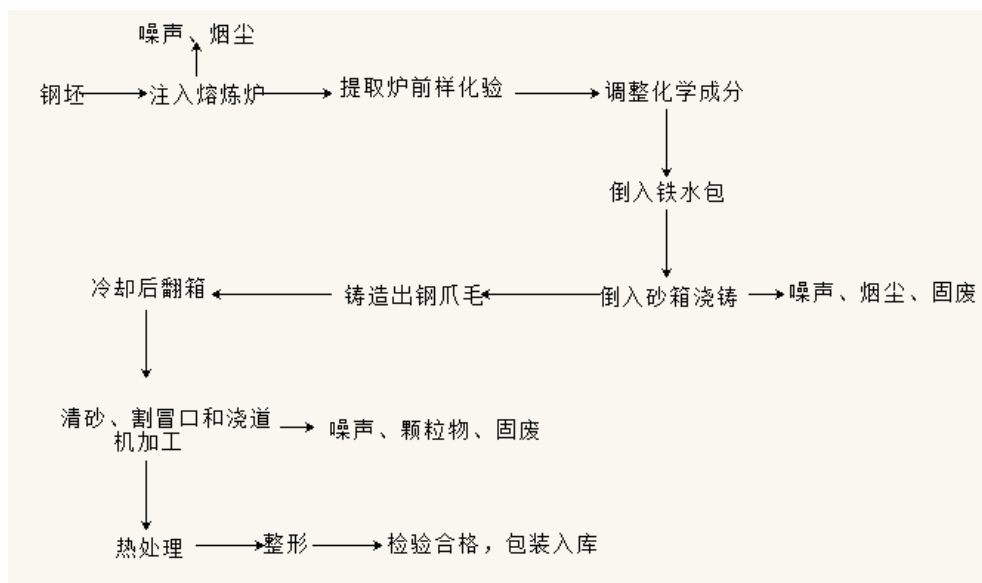 噪声、烟尘
钢坯
注入熔炼炉
提取炉前样化验
调整化学成分
倒入铁水包
冷却后翻箱
铸造出钢爪毛
倒入砂箱浇铸
噪声、烟尘、固废
清砂、割冒口和浇道
机加工
噪声、颗粒物、固废
热处理
整形
检验合格，包装入库